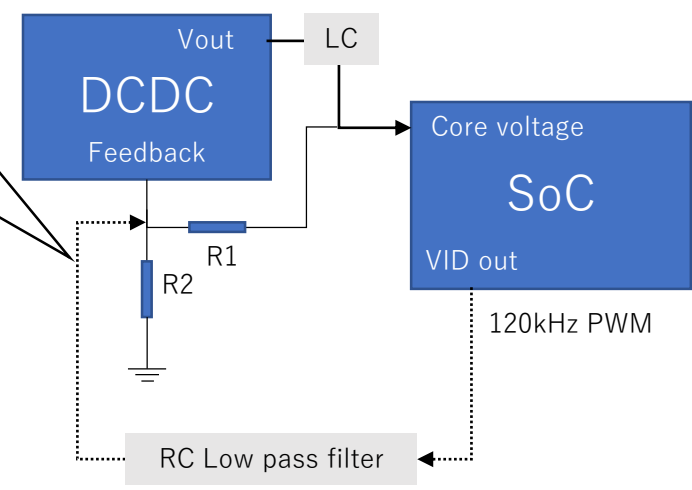 Vout
LC
DCDC
Feedback
Core voltage
SoC
R1
VID out
R2
120kHz PWM
RC Low pass filter